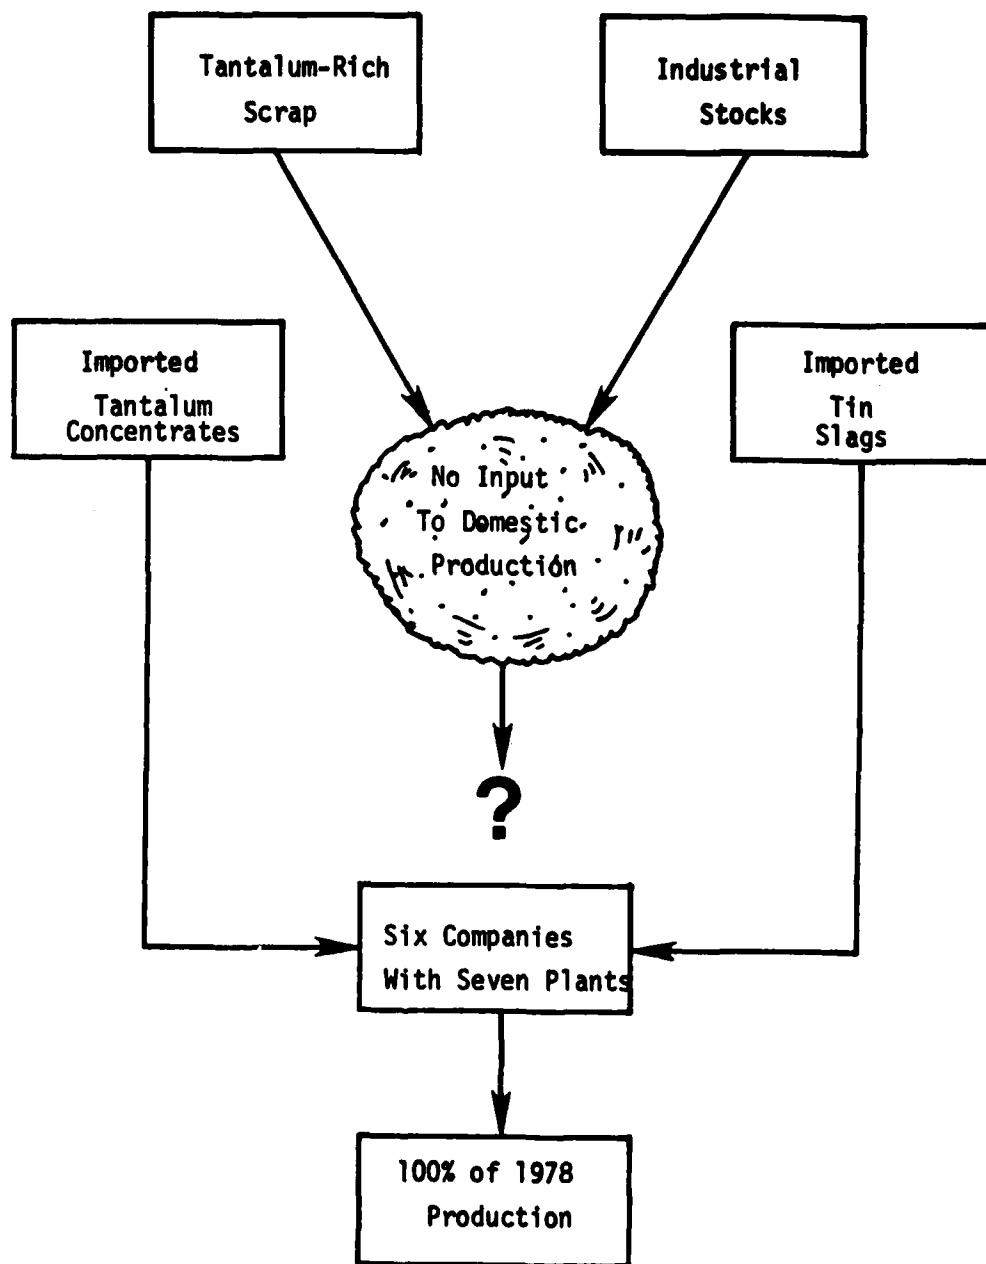 Tantalum-Rich
Scrap
Industrial
Stocks
Imported
Tantalum
Concentrates
Imported
Tin
Slags
No Input
To Domestic
Production
?
Six Companies
With Seven Plants
100% of 1978
Production